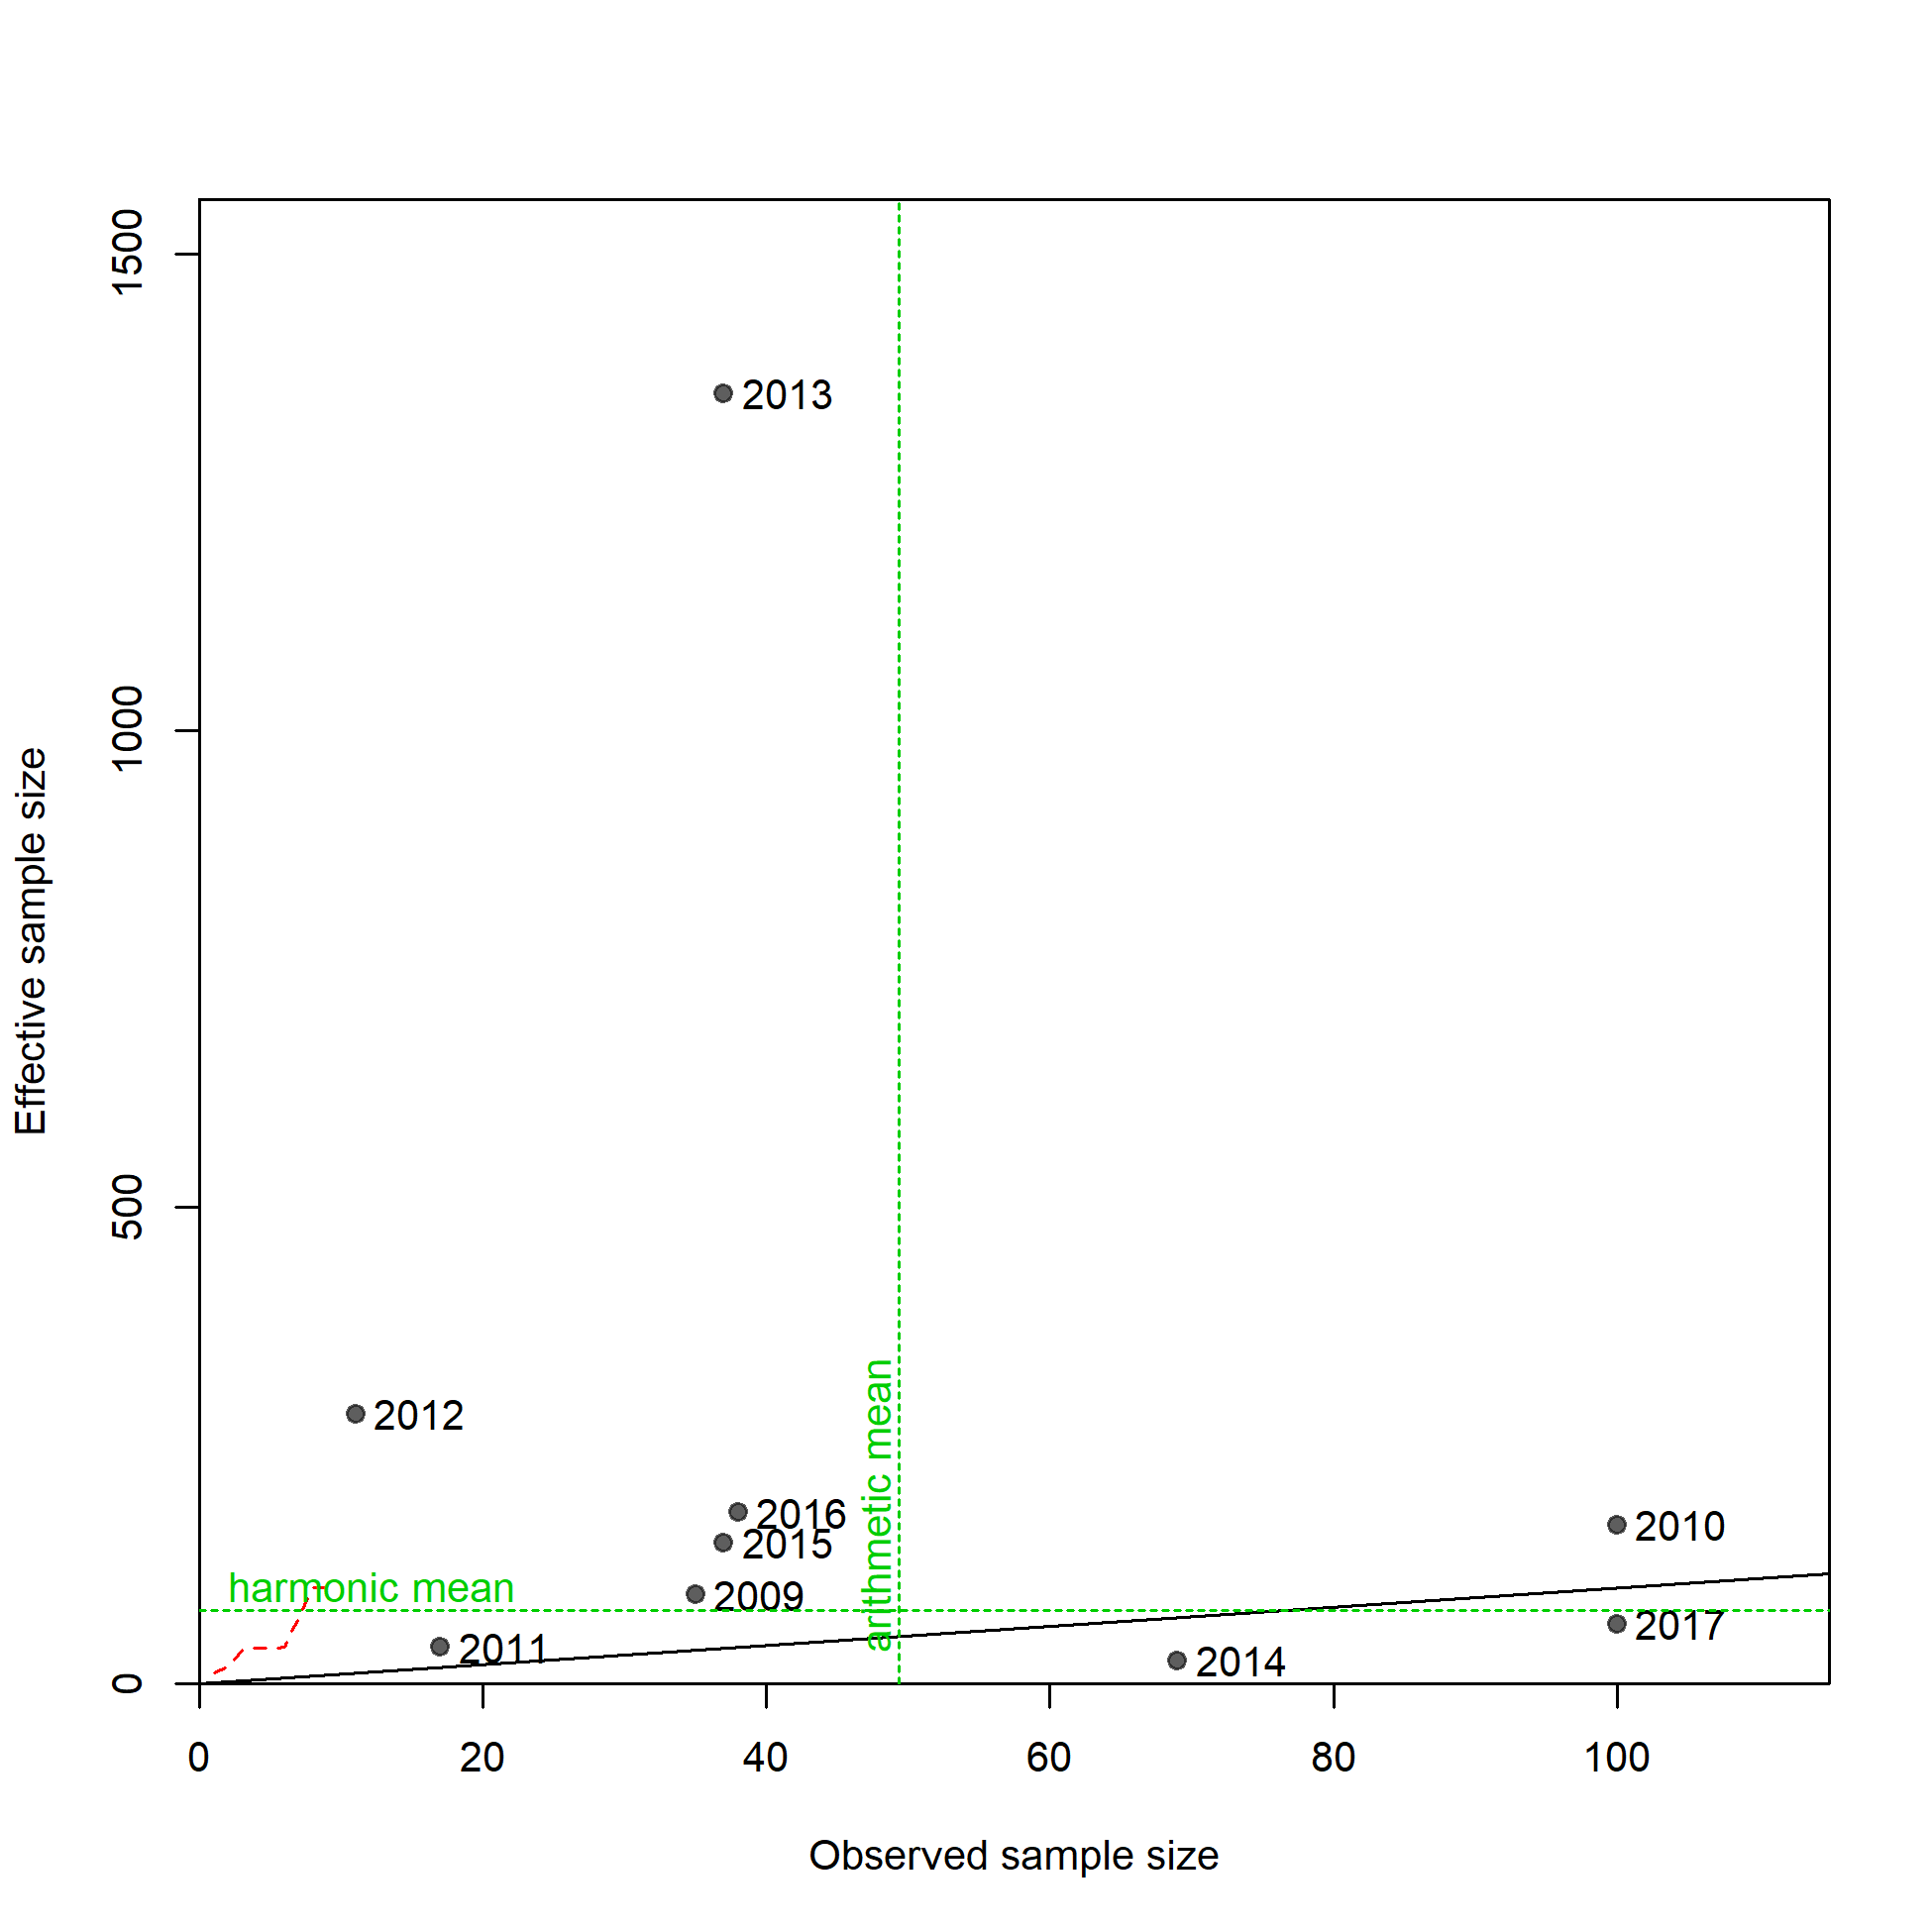 1500
2013
1000
Effective sample size
500
arithmetic mean
2012
2016
2010
2015
harmonic mean
2009
2017
2011
2014
0
0 20 40 60 80 100
Observed sample size